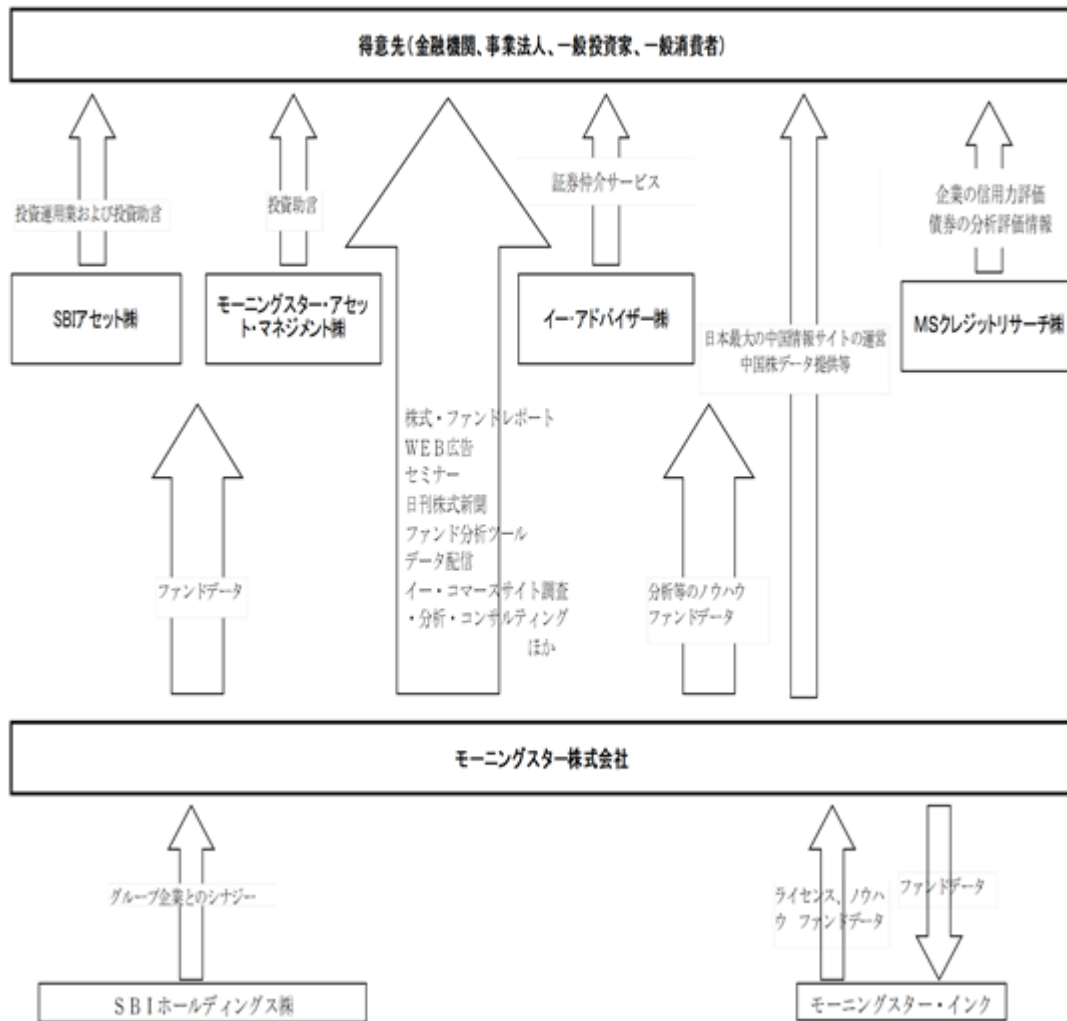 得意先(金融機関、事業法人、一般投資家、一般消費者)
投資運用業および投資助言
投資助言
証券仲介サービス
企業の信用力評価
債券の分析評価情報
SBIアセット㈱
モーニングスター・アセッ
ト・マネジメント㈱
イー・アドバイザー㈱
日本最大の中国情報サイトの運営
中国株データ提供等
MSクレジットリサーチ㈱
株式・ファンドレポート
WEB広告
セミナー
日刊株式新聞
ファンド分析ツール
データ配信
イー・コマースサイト調査
・分析・コンサルティング
ほか
ファンドデータ
分析等のノウハウ
ファンドデータ
モーニングスター株式会社
グループ企業とのシナジー
ライセンス、ノウハ
ウ ファンドデータ
ファンドデータ
SBIホールディングス㈱
モーニングスター・インク